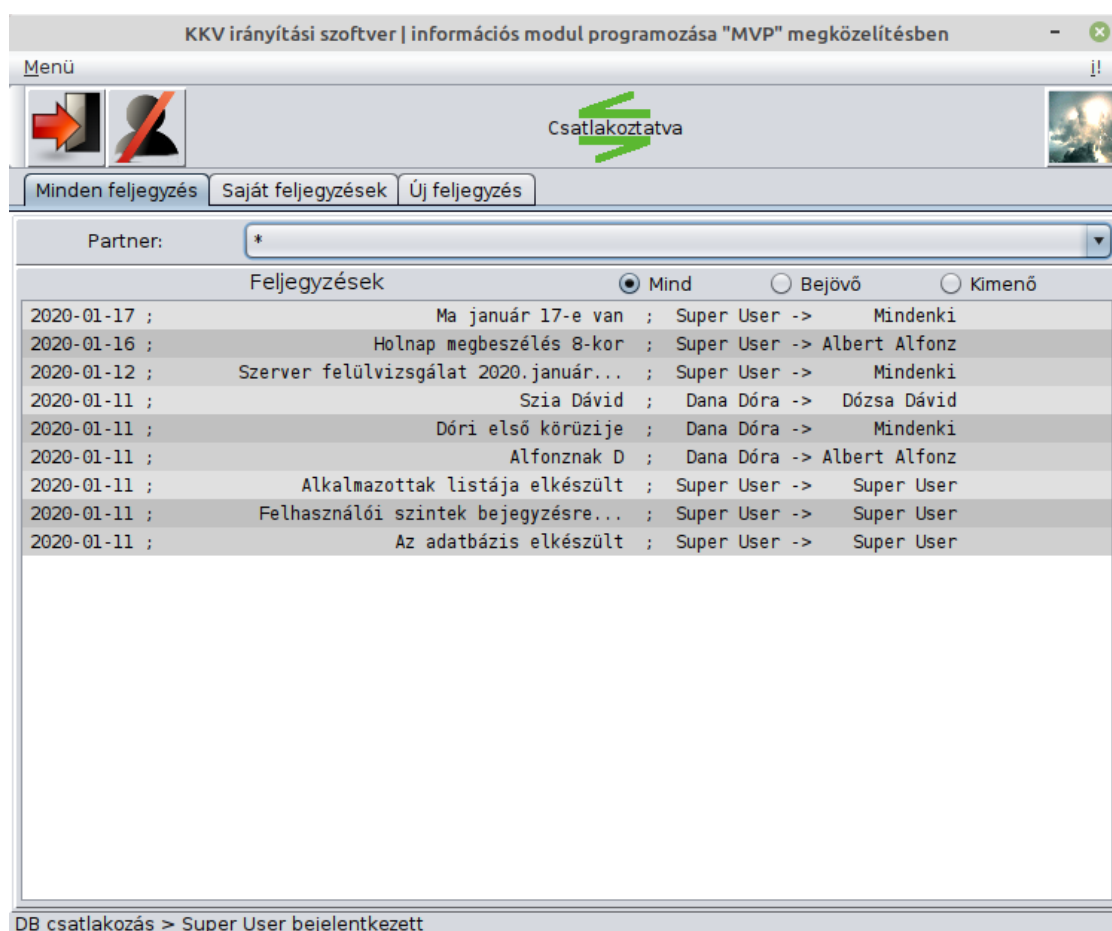 KKV irányítási szoftver | információs modul programozása "MVP" megközelítésben
Menü i!
Csatlakoztatva
Minden feljegyzés Saját feljegyzések Új feljegyzés
Partner: *
Feljegyzések Mind Bejövő Kimenő
2020-01-17 ; Ma január 17-e van ; Super User -> Mindenki
2020-01-16 ; Holnap megbeszélés 8-kor ; Super User -> Albert Alfonz
2020-01-12 ; Szerver felülvizsgálat 2020.január... ; Super User -> Mindenki
2020-01-11 ; Szia Dávid ; Dana Dóra -> Dózsa Dávid
2020-01-11 ; Dóri első körüzije ; Dana Dóra -> Mindenki
2020-01-11 ; Alfonznak D ; Dana Dóra -> Albert Alfonz
2020-01-11 ; Alkalmazottak listája elkészült ; Super User -> Super User
2020-01-11 ; Felhasználói szintek bejegyzésre... ; Super User -> Super User
2020-01-11 ; Az adatbázis elkészült ; Super User -> Super User
DB csatlakozás > Super User bejelentkezett